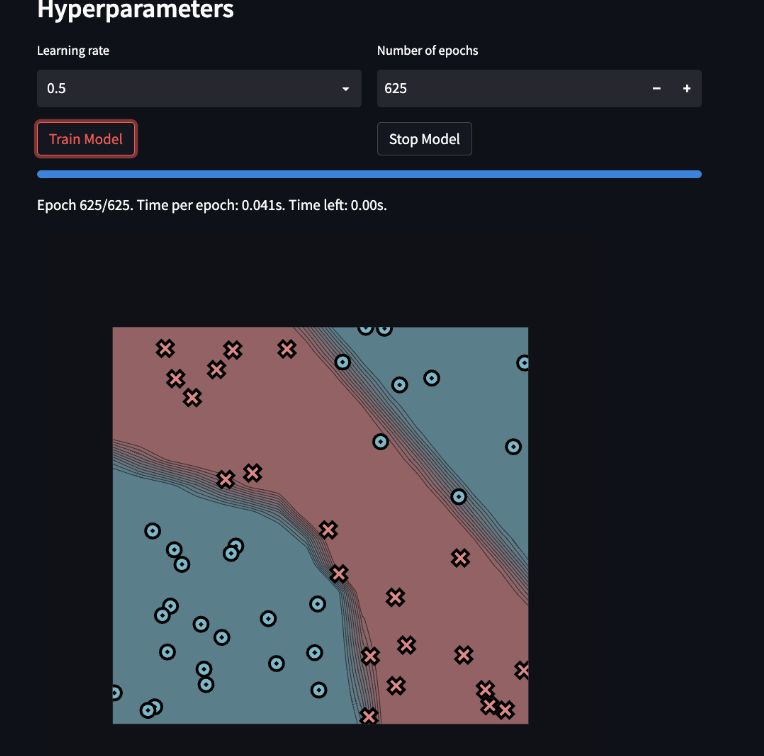 Hyperparameters
Learning rate
Number of epochs
0.5
625
− +
Train Model
Stop Model
Epoch 625/625. Time per epoch: 0.041s. Time left: 0.00s.